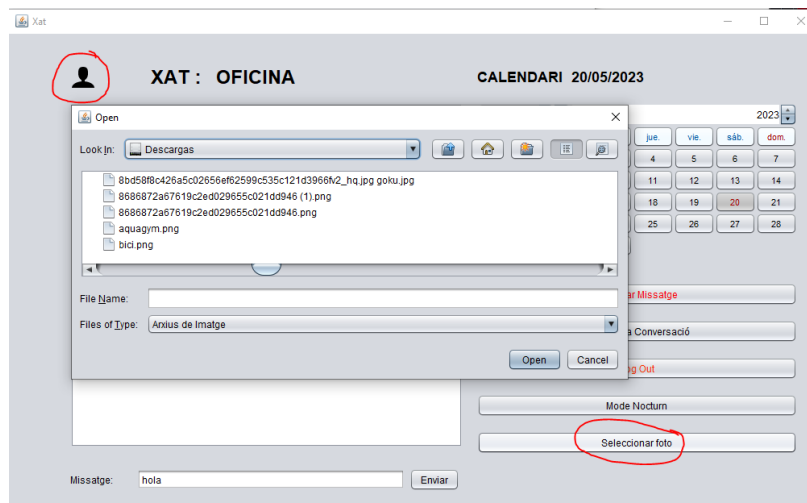 Xat
XAT : OFICINA
CALENDARI 20/05/2023
Open
2023
Look In: Descargas
jue. vie. sáb. dom.
4 5 6 7
11 12 13 14
18 19 20 21
25 26 27 28
8bd58f8c426a5c02656ef62599c535c121d3966fv2_hq.jpg goku.jpg
8686872a67619c2ed029655c021dd946 (1).png
8686872a67619c2ed029655c021dd946.png
aquagym.png
bici.png
File Name:
Files of Type: Arxius de Imatge
Open Cancel
ar Missatge
a Conversació
og Out
Mode Nocturn
Seleccionar foto
Missatge: hola Enviar